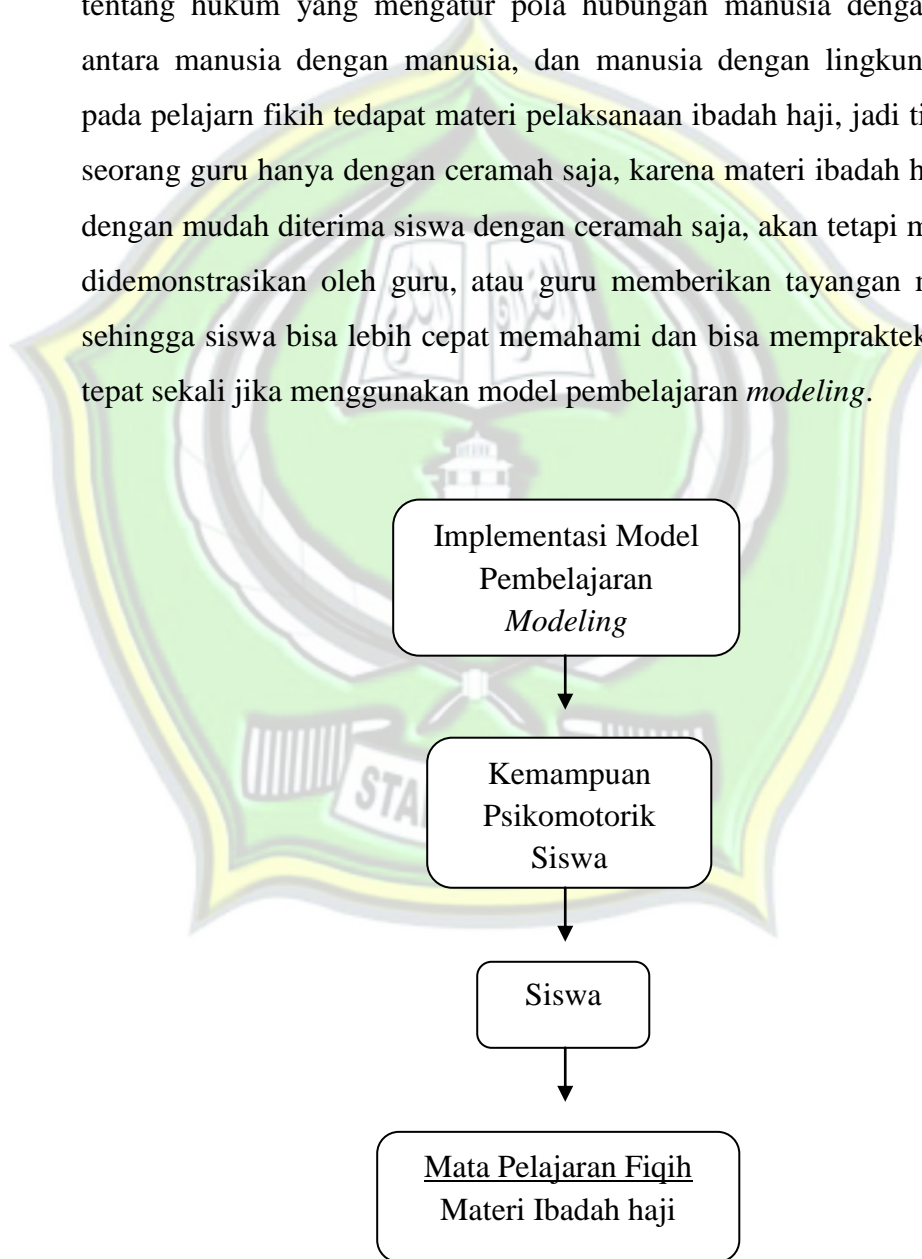 tentang hukum yang mengatur pola hubungan manusia
antara manusia dengan manusia, dan manusia dengan
pada pelajarn fikih tedapat materi pelaksanaan ibadah haji, jadi
seorang guru hanya dengan ceramah saja, karena materi ibadah
dengan mudah diterima siswa dengan ceramah saja, akan tetapi
didemonstrasikan oleh guru, atau guru memberikan tayangan
sehingga siswa bisa lebih cepat memahami dan bisa
tepat sekali jika menggunakan model pembelajaran modeling.
Implementasi Model
Pembelajaran
Modeling
Kemampuan
Psikomotorik
Siswa
Siswa
Mata Pelajaran Fiqih
Materi Ibadah haji